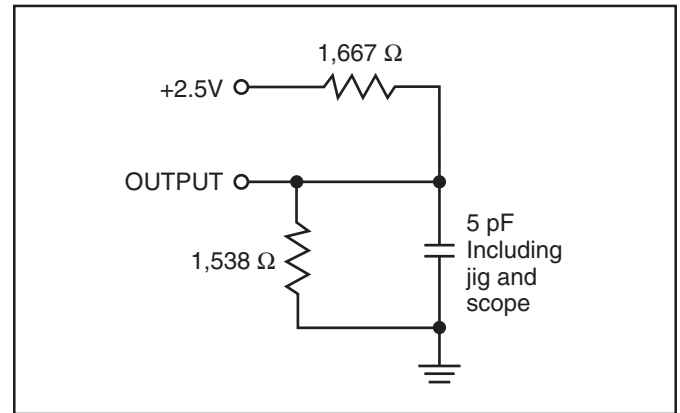 1,667 Ω
+2.5V
OUTPUT
1,538 Ω
5 pF
Including
jig and
scope